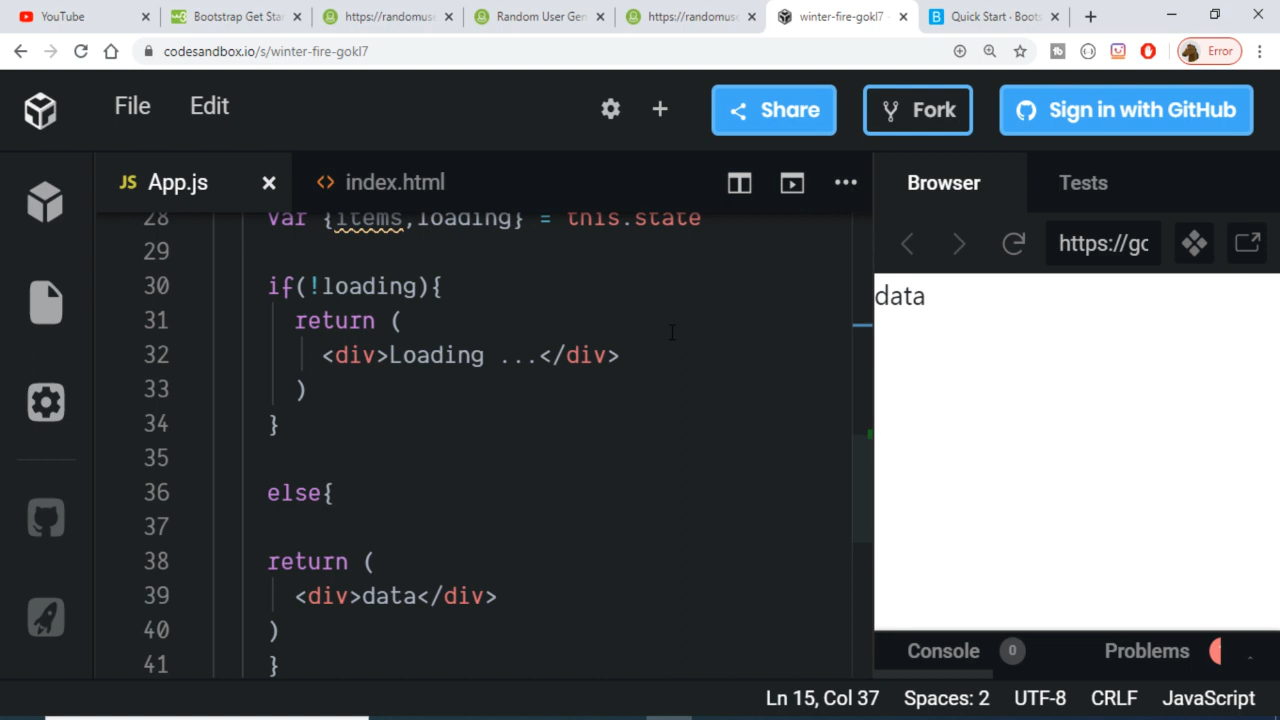 YouTube
Bootstrap Get Star
https://randomuse
Random User Gen
https://randomuse
winter-fire-gokl7 -
Quick Start · Boots
codesandbox.io/s/winter-fire-gokl7
Error
File Edit
Share
Fork
Sign in with GitHub
JS App.js
<> index.html
Browser
Tests
https://gc
data
28 var {items,loading} = this.state
29
30 if(!loading){
31 return (
32 <div>Loading ...</div>
33 )
34 }
35
36 else{
37
38 return (
39 <div>data</div>
40 )
41 }
Console 0
Problems
Ln 15, Col 37 Spaces: 2 UTF-8 CRLF JavaScript